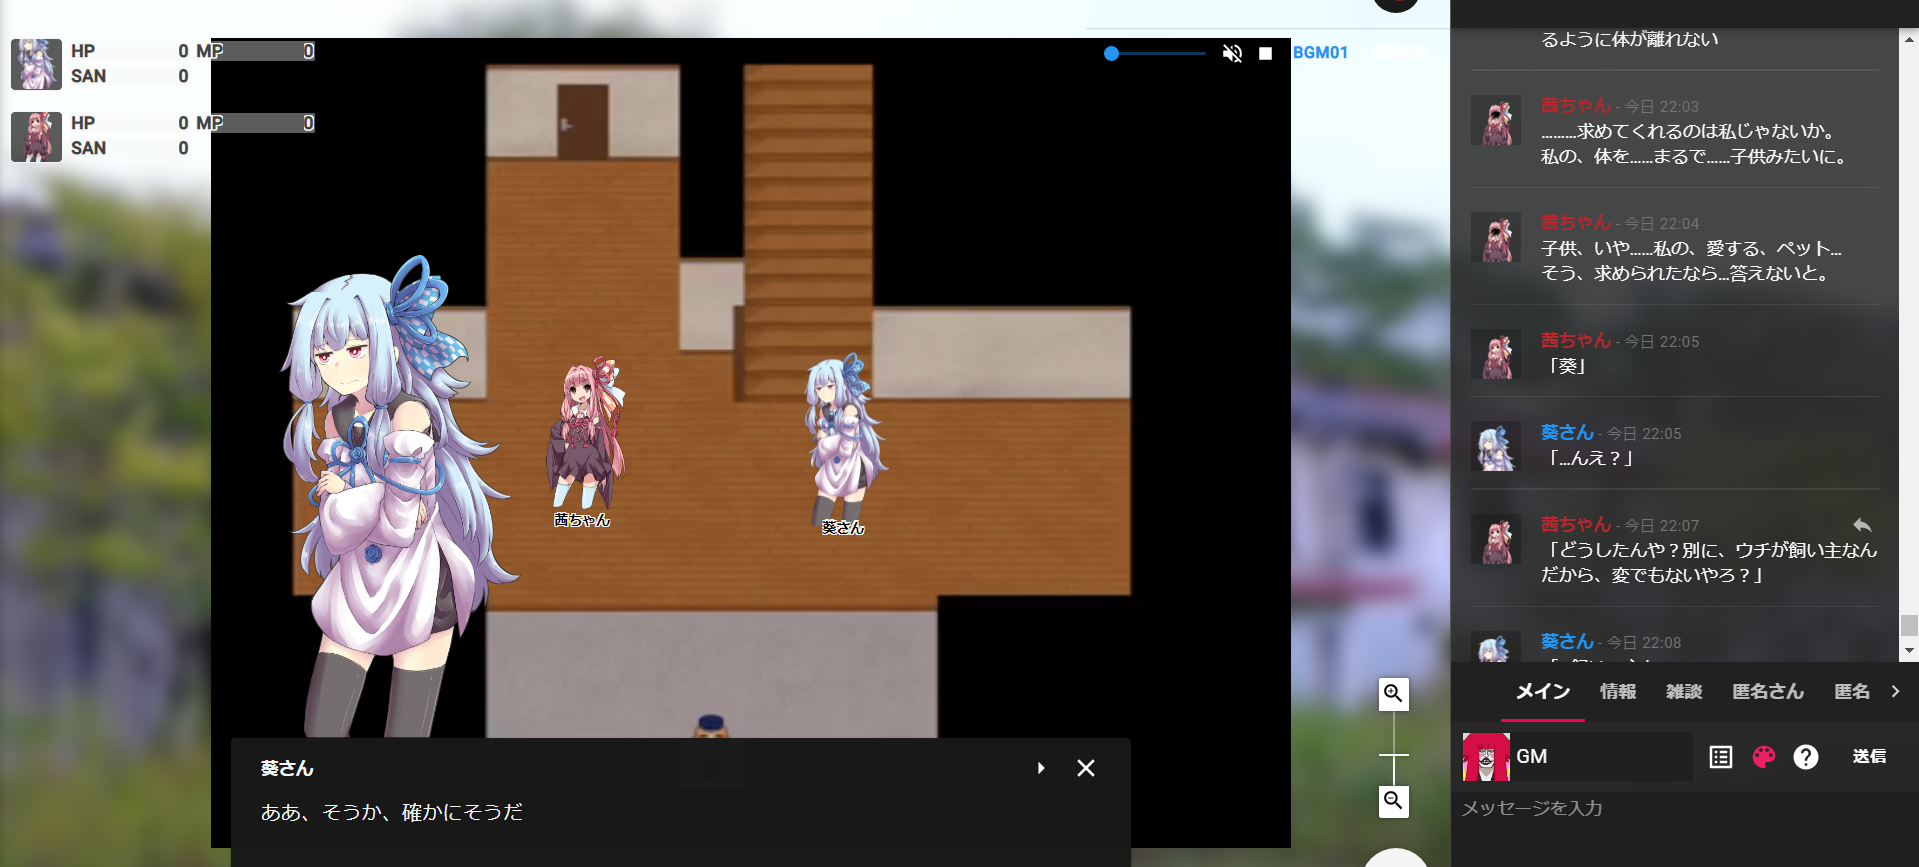 HP 0 MP 0
SAN 0
HP 0 MP 0
SAN 0
BGM01
BGM02
茜ちゃん
葵さん
葵さん
ああ、そうか、確かにそうだ
るように体が離れない
茜ちゃん - 今日 22:03
………求めてくれるのは私じゃないか。
私の、体を……まるで……子供みたいに。
茜ちゃん - 今日 22:04
子供、いや……私の、愛する、ペット…
そう、求められたなら…答えないと。
茜ちゃん - 今日 22:05
「葵」
葵さん - 今日 22:05
「…んえ？」
茜ちゃん - 今日 22:07
「どうしたんや？別に、ウチが飼い主なん
だから、変でもないやろ？」
葵さん - 今日 22:08
メイン 情報 雑談 匿名さん 匿名
GM
送信
メッセージを入力